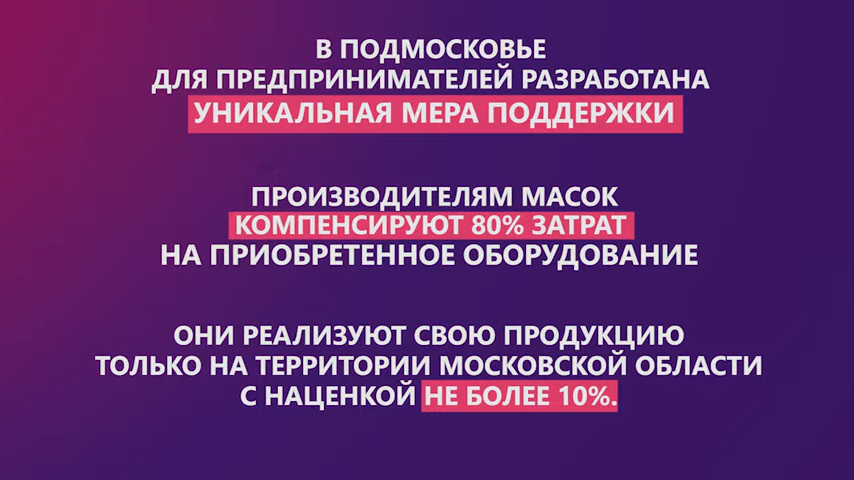 В ПОДМОСКОВЬЕ
ДЛЯ ПРЕДПРИНИМАТЕЛЕЙ РАЗРАБОТАНА
УНИКАЛЬНАЯ МЕРА ПОДДЕРЖКИ
ПРОИЗВОДИТЕЛЯМ МАСОК
КОМПЕНСИРУЮТ 80% ЗАТРАТ
НА ПРИОБРЕТЕННОЕ ОБОРУДОВАНИЕ
ОНИ РЕАЛИЗУЮТ СВОЮ ПРОДУКЦИЮ
ТОЛЬКО НА ТЕРРИТОРИИ МОСКОВСКОЙ ОБЛАСТИ
С НАЦЕНКОЙ НЕ БОЛЕЕ 10%.